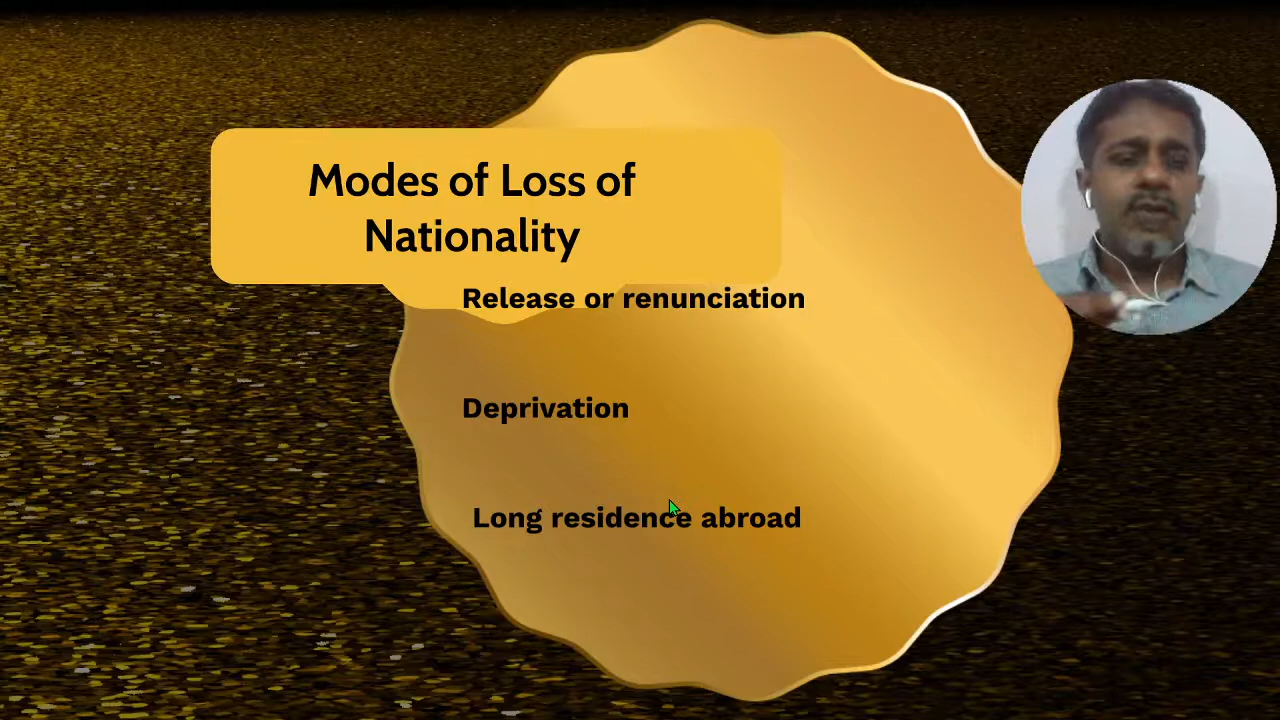 Modes of Loss of
Nationality
Release or renunciation
Deprivation
Long residence abroad